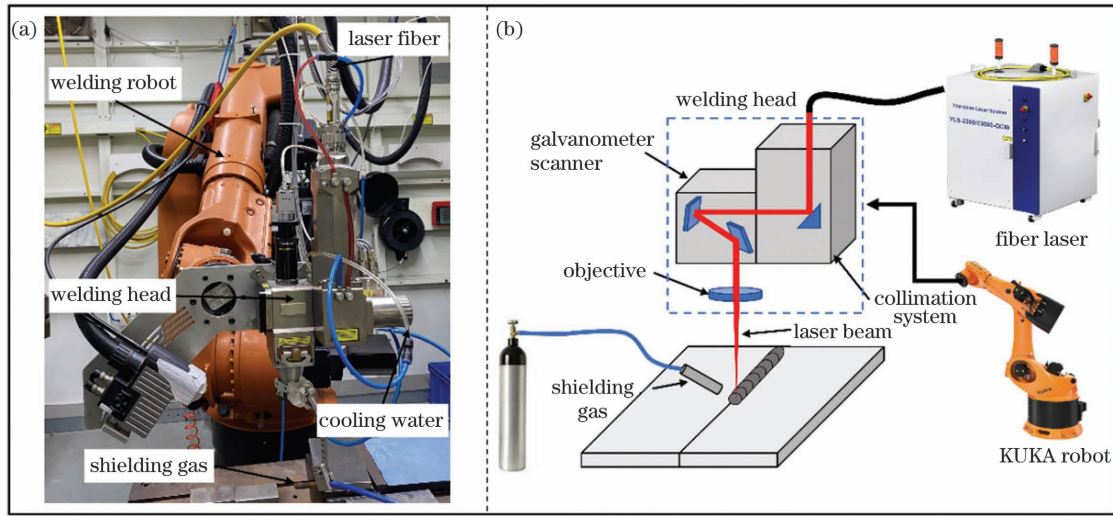 (a)
laser fiber
welding robot
welding head
cooling water
shielding gas
(b)
welding head
galvanometer
scanner
objective
collimation
system
laser beam
shielding
gas
fiber laser
KUKA
KUKA robot